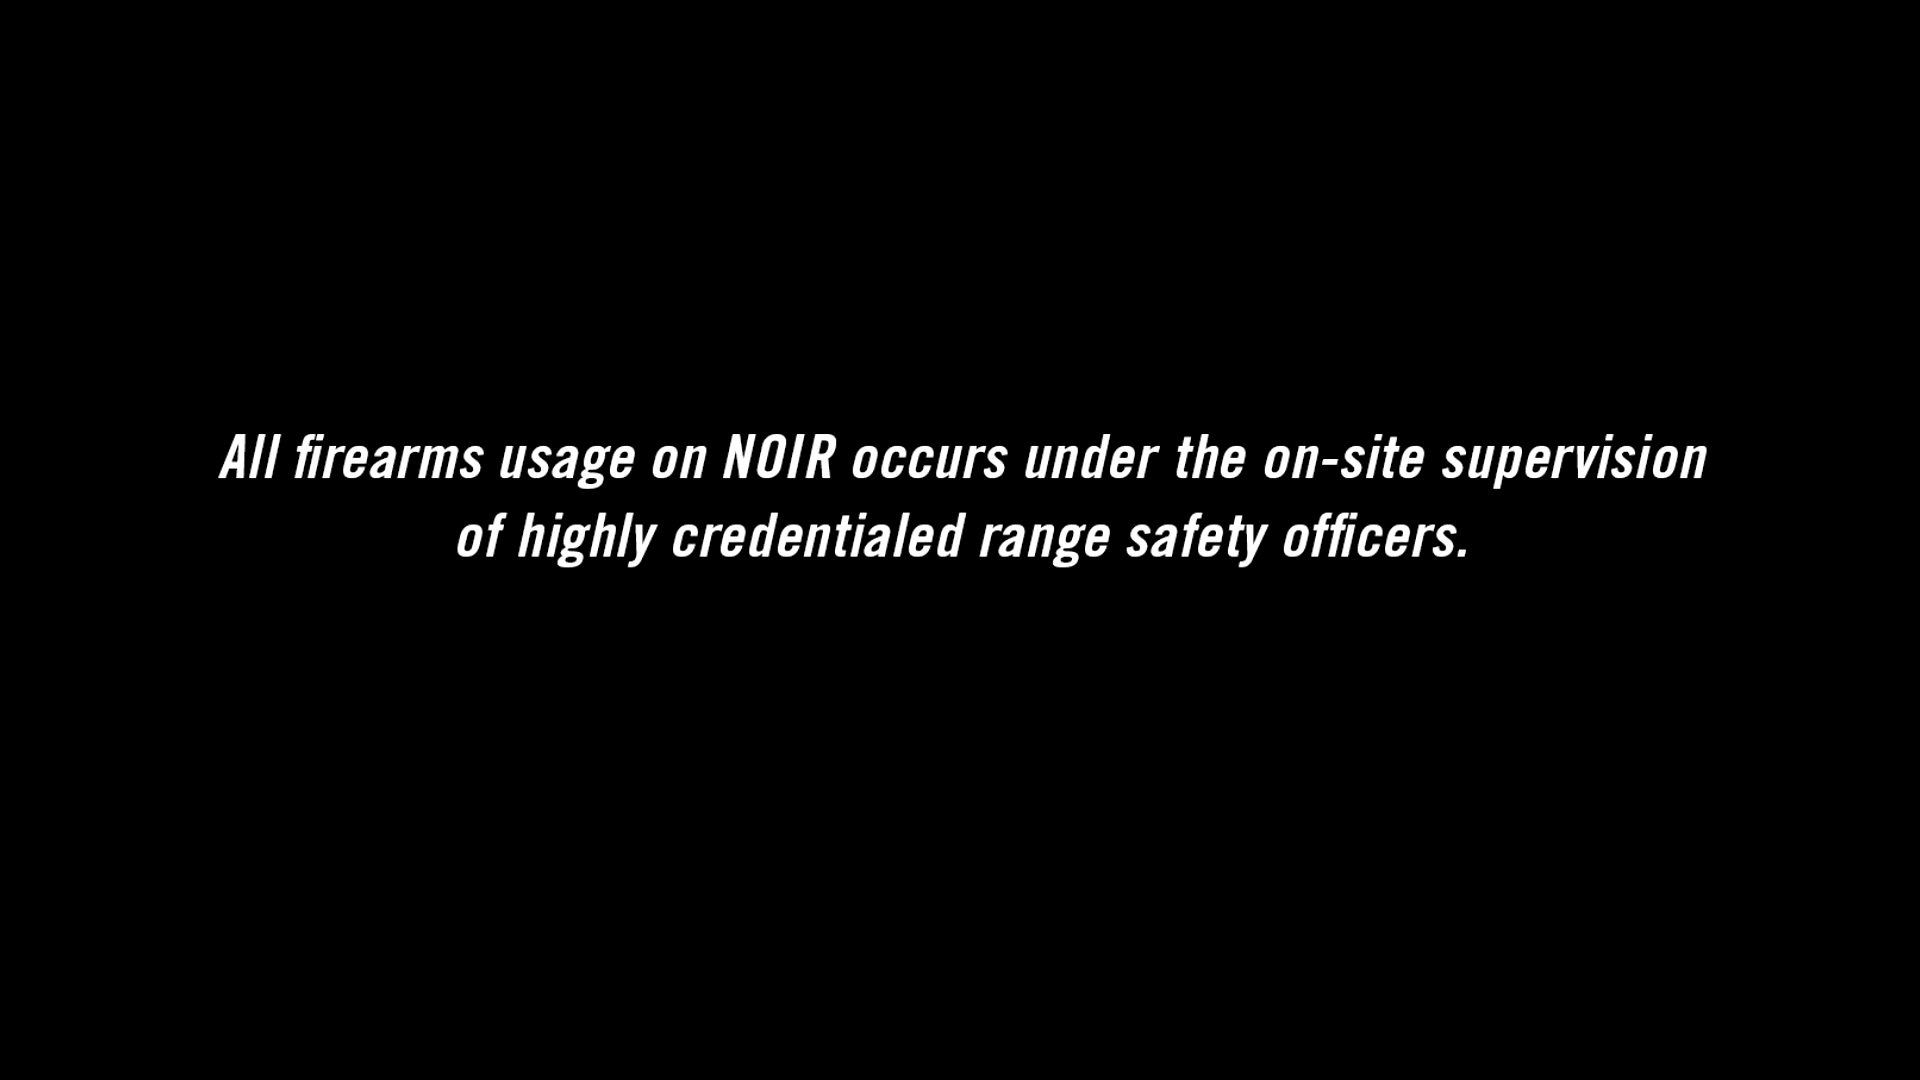 All firearms usage on NOIR occurs under the on-site supervision
of highly credentialed range safety officers.